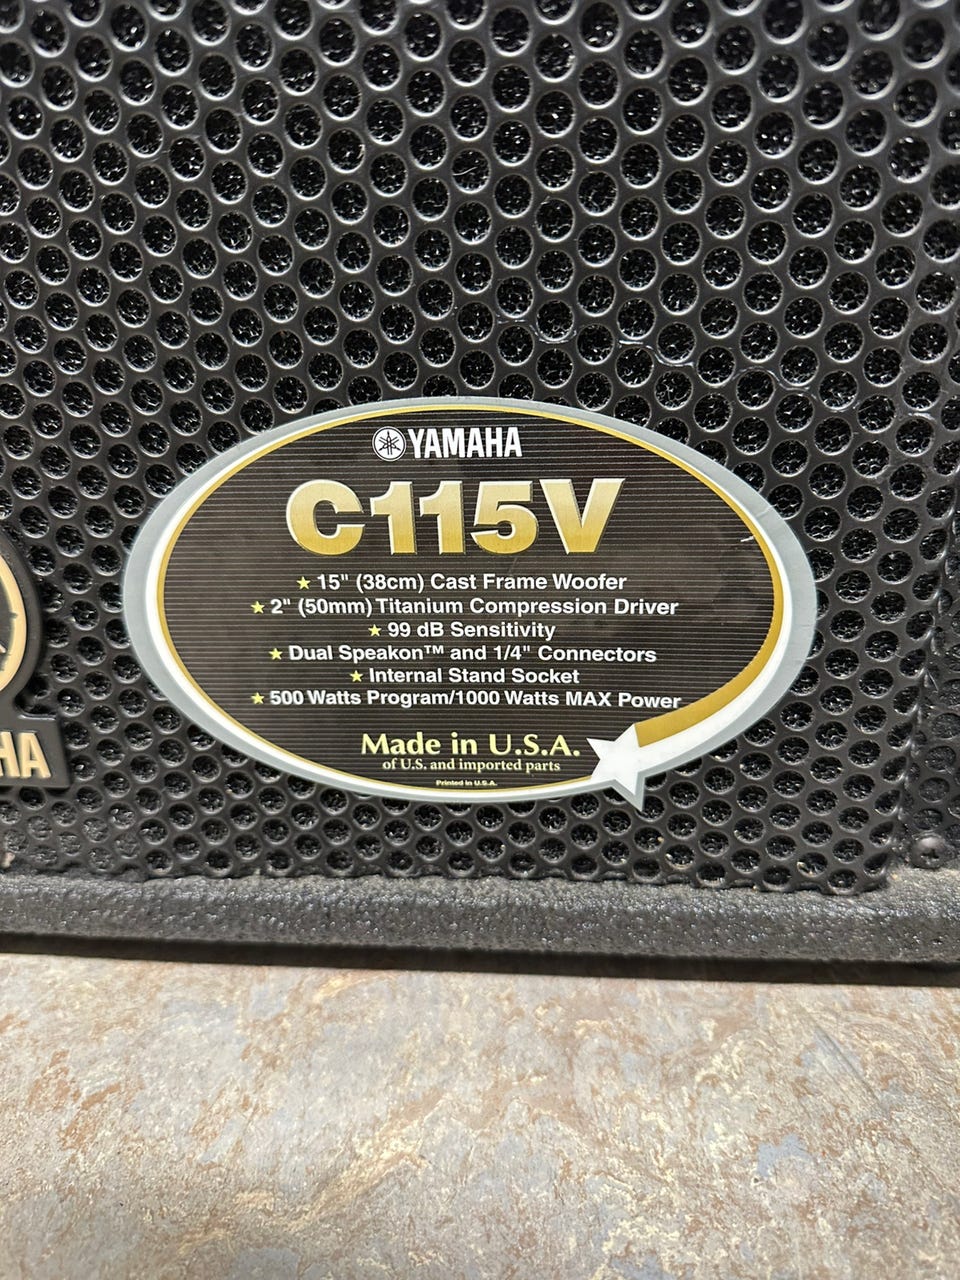 YAMAHA
C115V
★ 15" (38cm) Cast Frame Woofer
★ 2" (50mm) Titanium Compression Driver
★ 99 dB Sensitivity
★ Dual Speakon™ and 1/4" Connectors
★ Internal Stand Socket
★ 500 Watts Program/1000 Watts MAX Power
HA
Made in U.S.A.
of U.S. and imported parts
Printed in U.S.A.